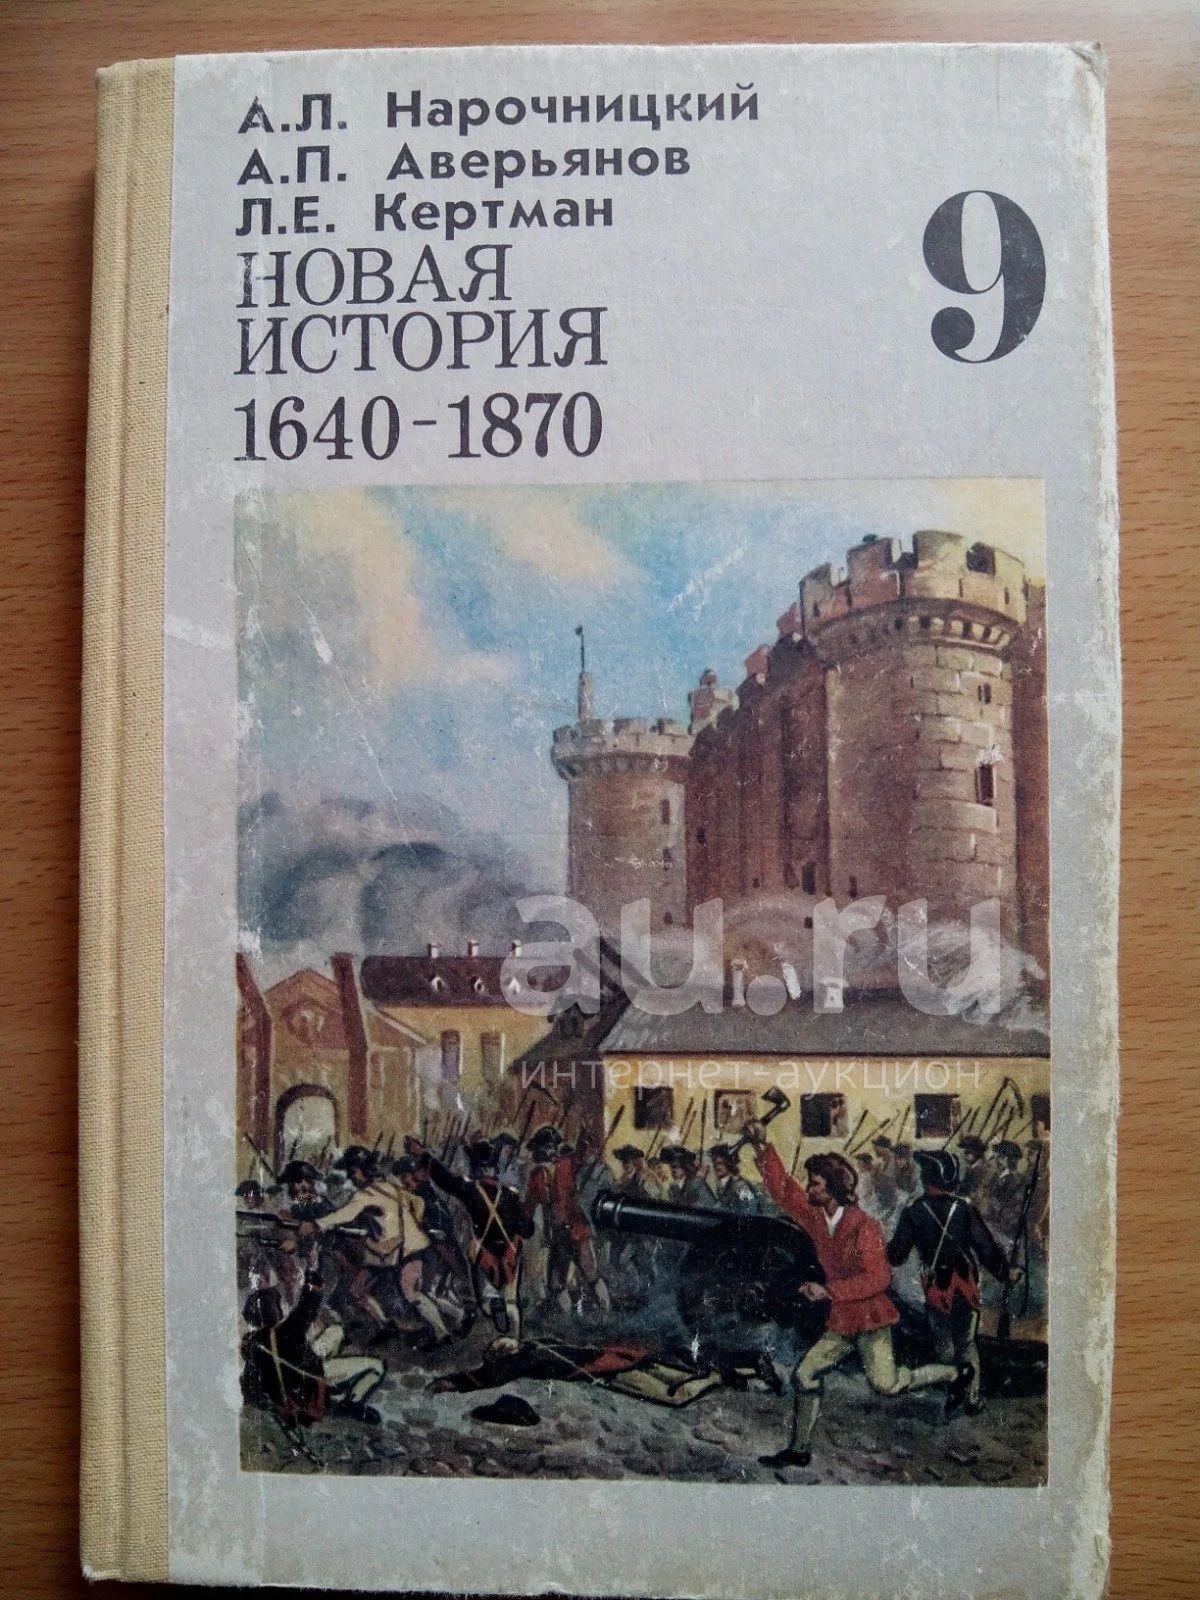 А.Л. Нарочницкий
А.П. Аверьянов
Л.Е. Кертман
НОВАЯ
ИСТОРИЯ
1640-1870
9
au.ru
интернет-аукцион